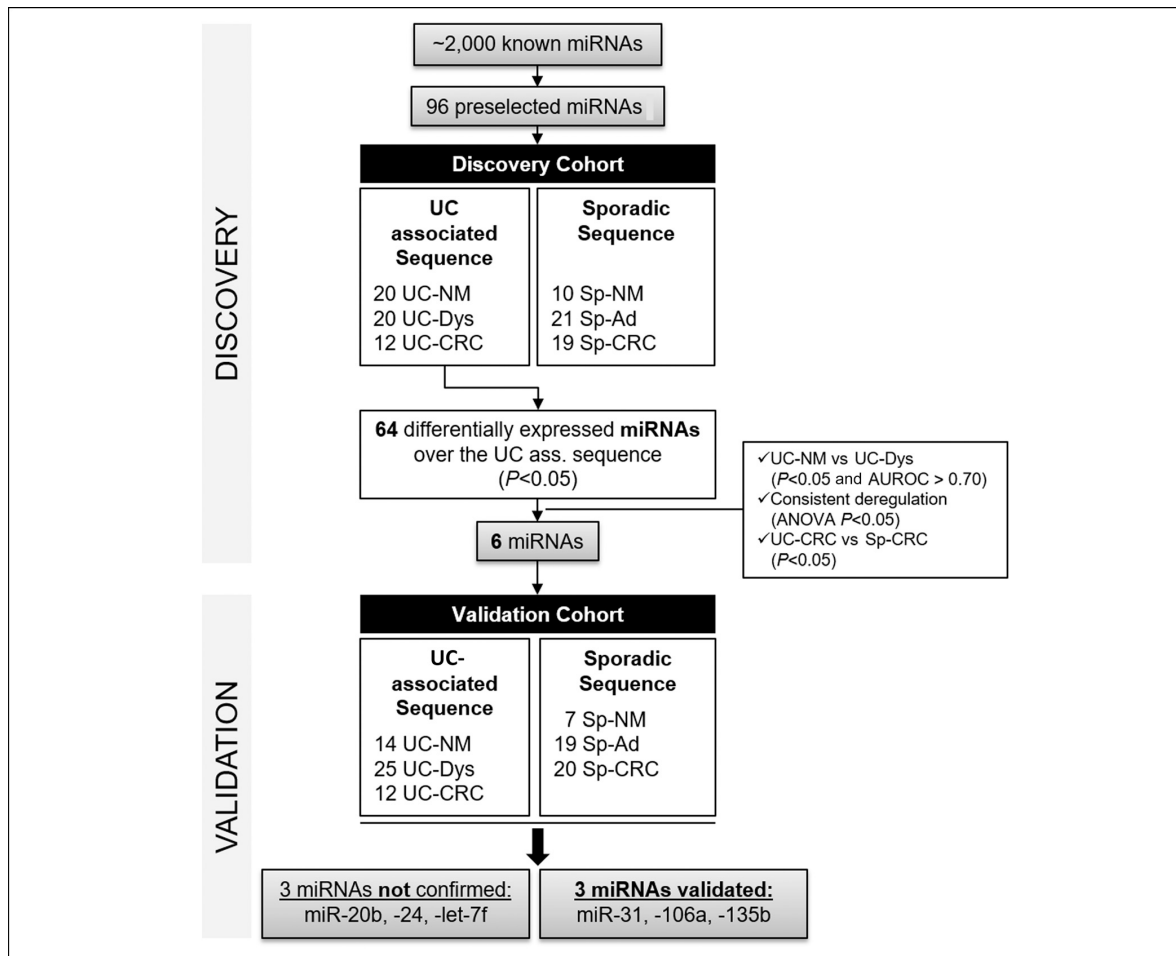 DISCOVERY
~2,000 known miRNAs
96 preselected miRNAs
Discovery Cohort
UC
associated
Sequence
20 UC-NM
20 UC-Dys
12 UC-CRC
Sporadic
Sequence
10 Sp-NM
21 Sp-Ad
19 Sp-CRC
64 differentially expressed miRNAs
over the UC ass. sequence
(P<0.05)
✓UC-NM vs UC-Dys
(P<0.05 and AUROC > 0.70)
✓Consistent deregulation
(ANOVA P<0.05)
✓UC-CRC vs Sp-CRC
(P<0.05)
6 miRNAs
VALIDATION
Validation Cohort
UC-
associated
Sequence
14 UC-NM
25 UC-Dys
12 UC-CRC
Sporadic
Sequence
7 Sp-NM
19 Sp-Ad
20 Sp-CRC
3 miRNAs not confirmed:
miR-20b, -24, -let-7f
3 miRNAs validated:
miR-31, -106a, -135b